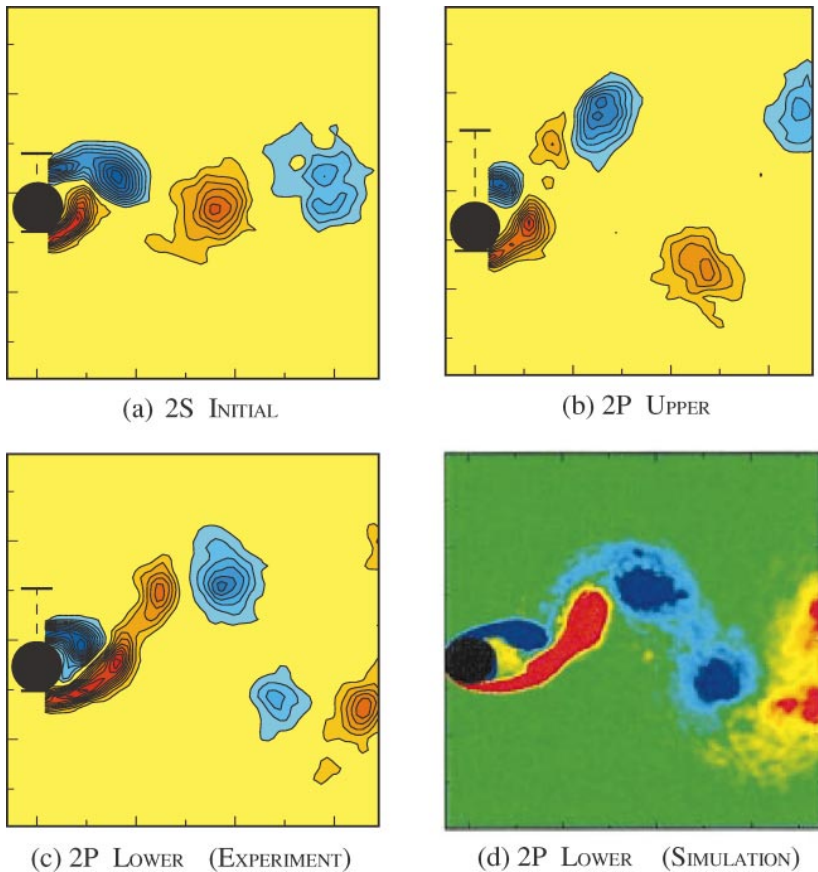 (a) 2S INITIAL
(b) 2P UPPER
(c) 2P LOWER (EXPERIMENT)
(d) 2P LOWER (SIMULATION)